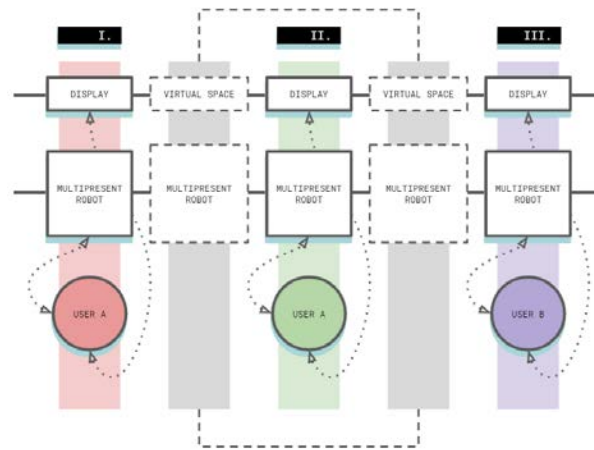 I.
II.
III.
DISPLAY
VIRTUAL SPACE
DISPLAY
VIRTUAL SPACE
DISPLAY
MULTIPRESENT
ROBOT
MULTIPRESENT
ROBOT
MULTIPRESENT
ROBOT
MULTIPRESENT
ROBOT
MULTIPRESENT
ROBOT
USER A
USER A
USER B